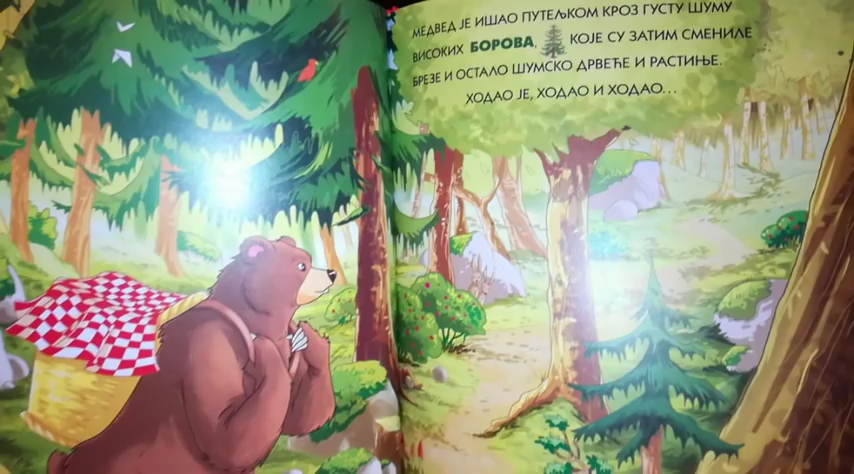 МЕДВЕД ЈЕ ИШАО ПУТЕЉКОМ КРОЗ ГУСТУ ШУМУ
ВИСОКИХ БОРОВА, КОЈЕ СУ ЗАТИМ СМЕНИЛЕ
БРЕЗЕ И ОСТАЛО ШУМСКО ДРВЕЋЕ И РАСТИЊЕ.
ХОДАО ЈЕ, ХОДАО И ХОДАО...